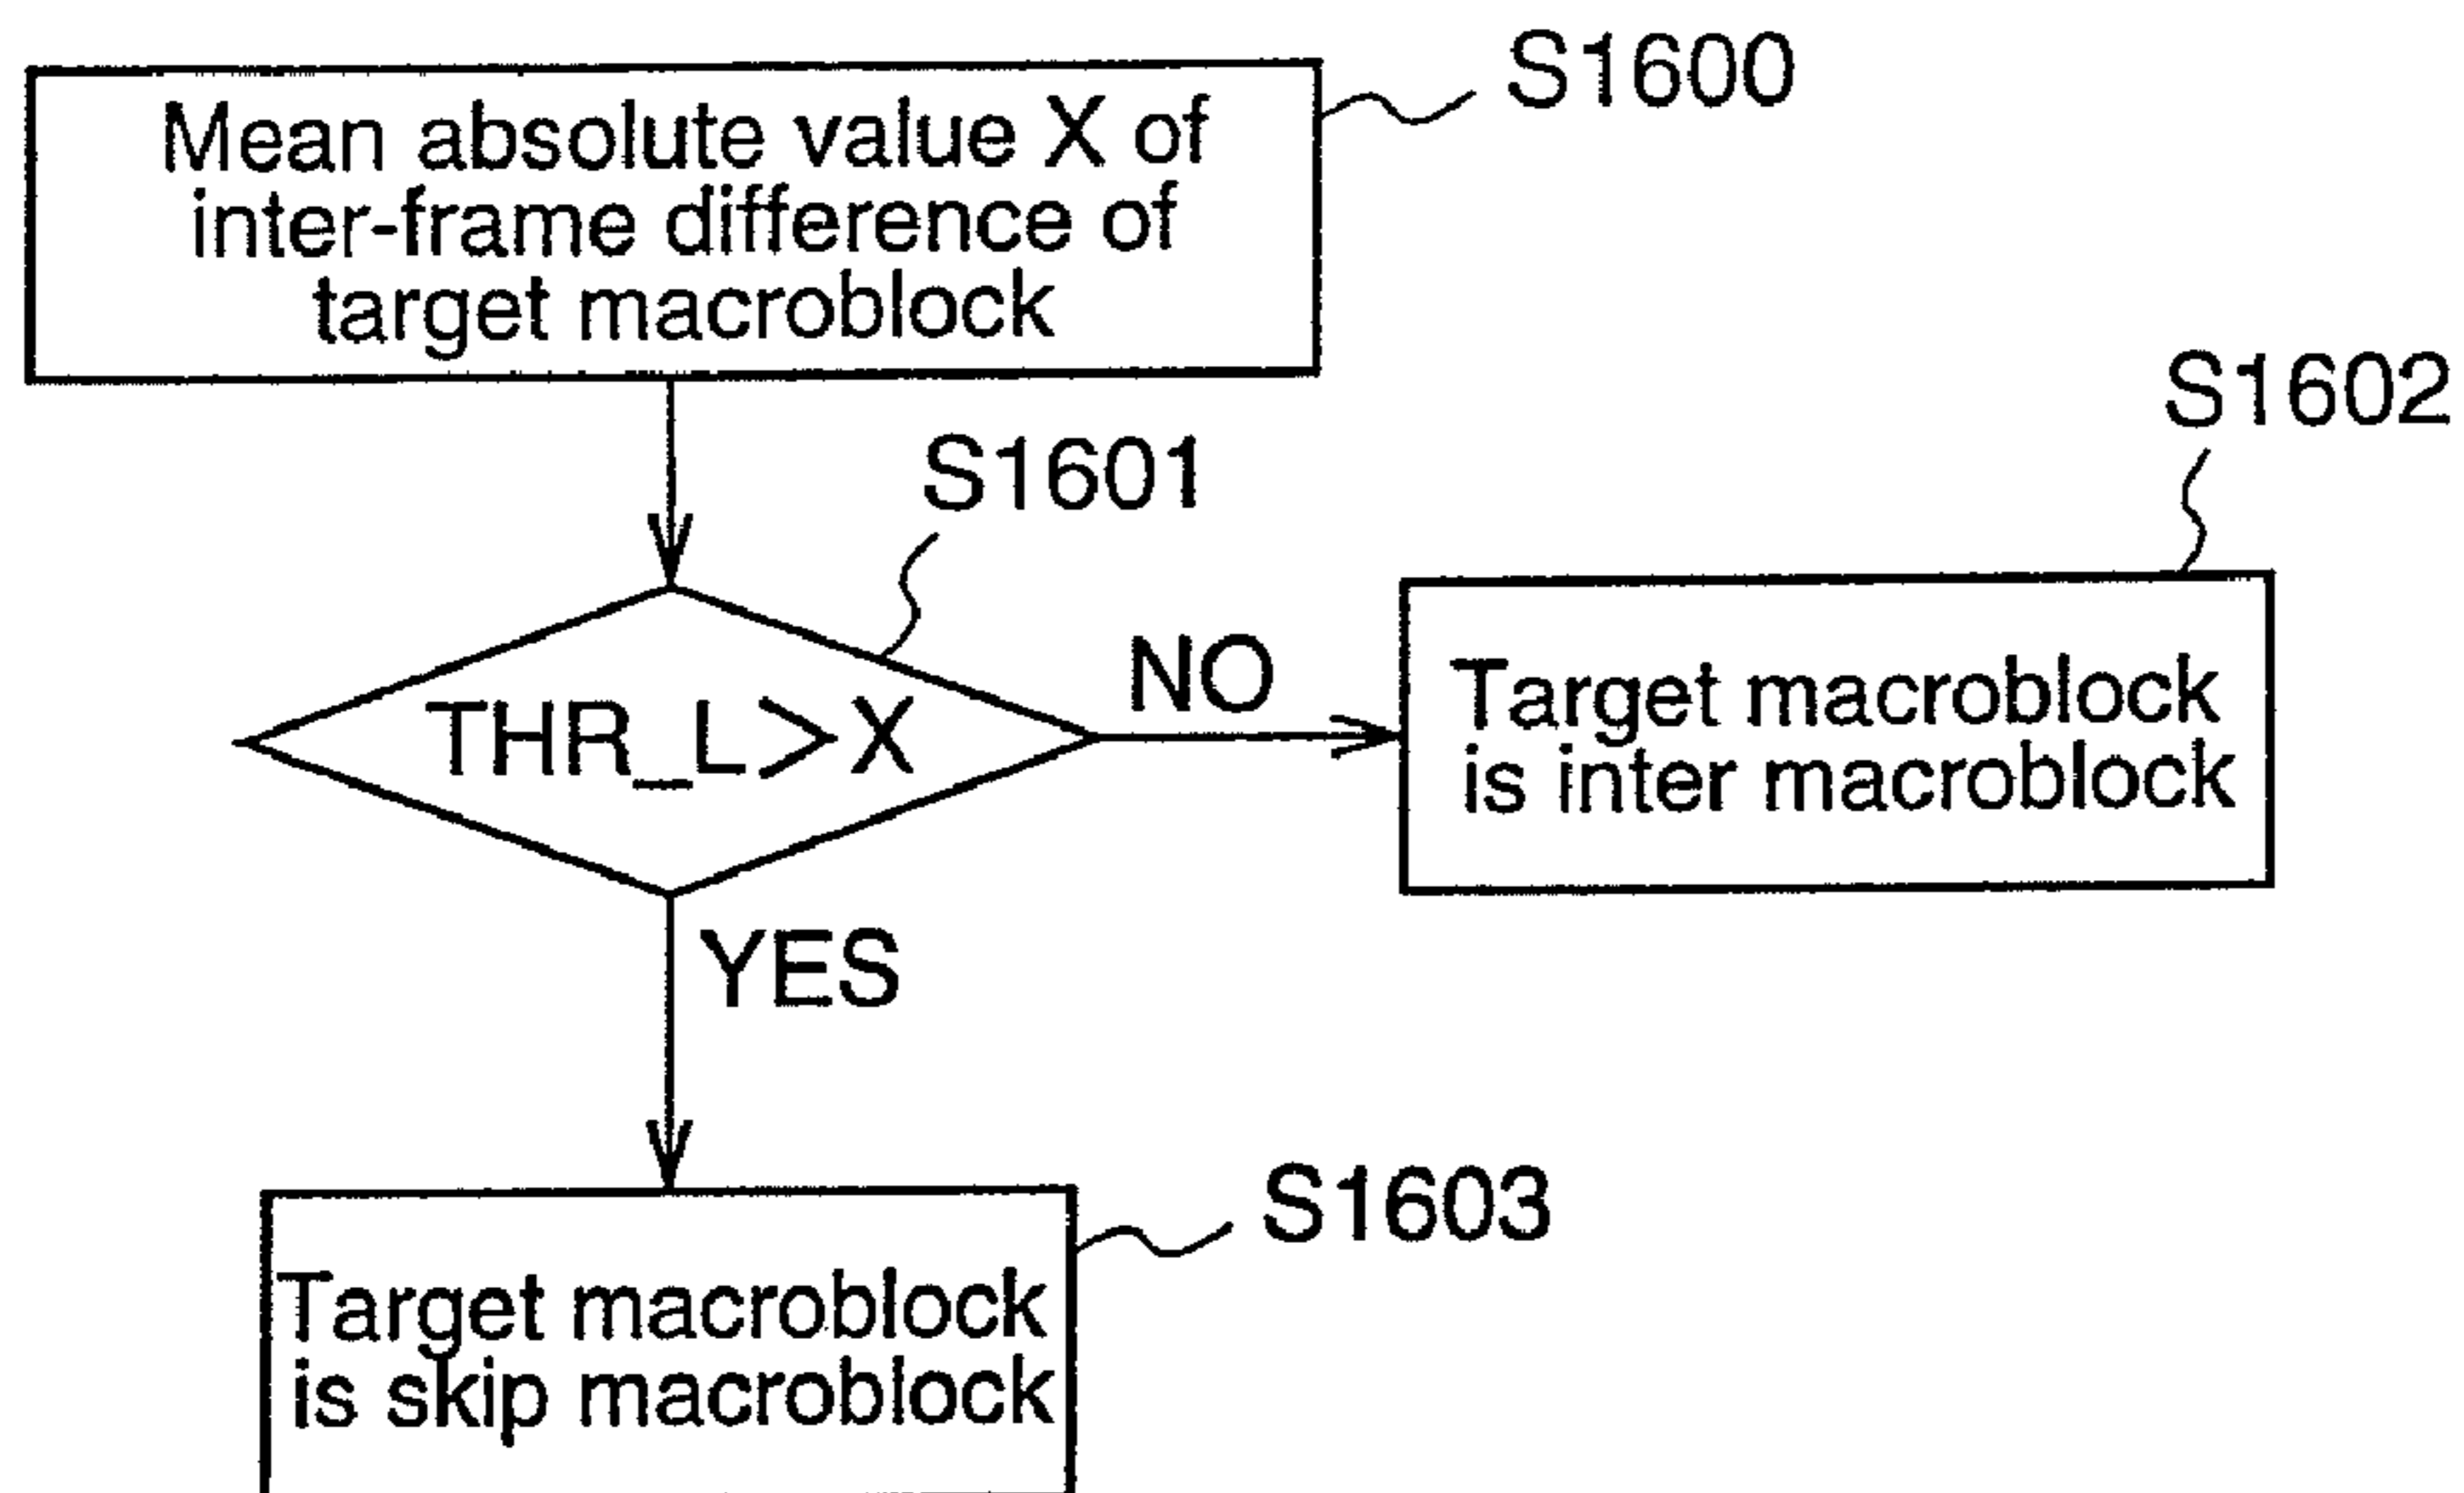 S1600
Mean absolute value X of
inter-frame difference of
target macroblock
S1601
S1602
THR_L>X
NO
Target macroblock
is inter macroblock
YES
S1603
Target macroblock
is skip macroblock